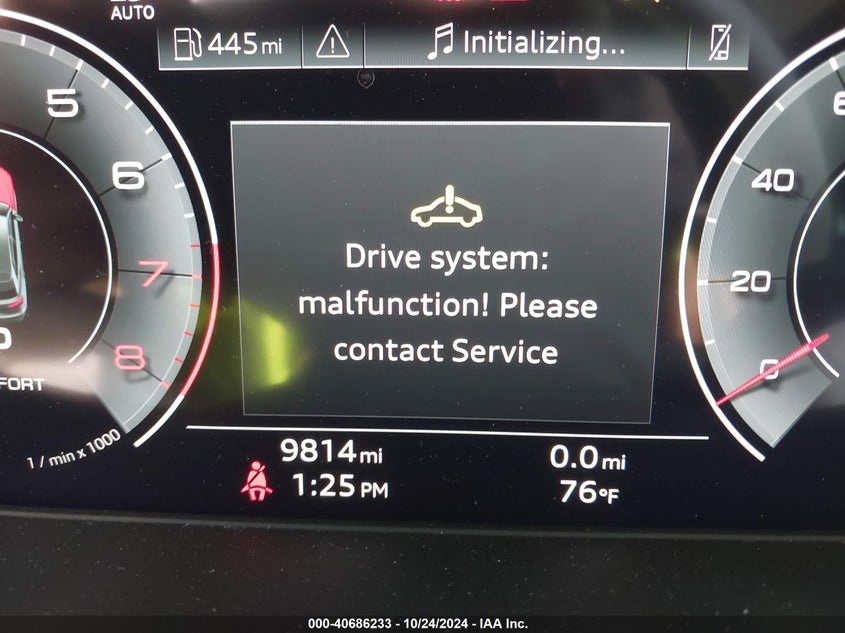 AUTO
445 mi
Initializing...
5
6
7
8
FORT
1 / min x 1000
Drive system:
malfunction! Please
contact Service
40
20
0
9814 mi
0.0 mi
1:25 PM
76°F
000-40686233 - 10/24/2024 - IAA Inc.